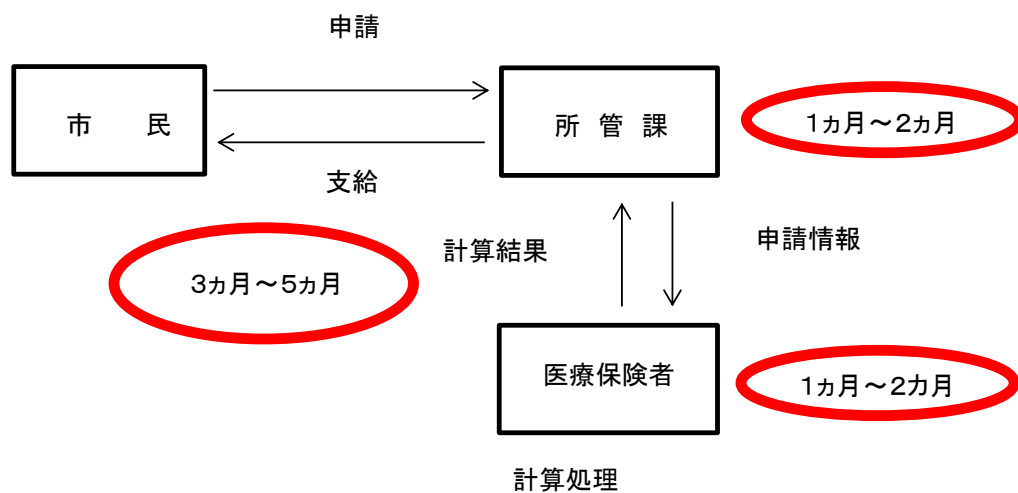 申請
市　　民
所 管 課
1ヵ月～2ヵ月
支給
計算結果
申請情報
3ヵ月～5ヵ月
医療保険者
1ヵ月～2カ月
計算処理